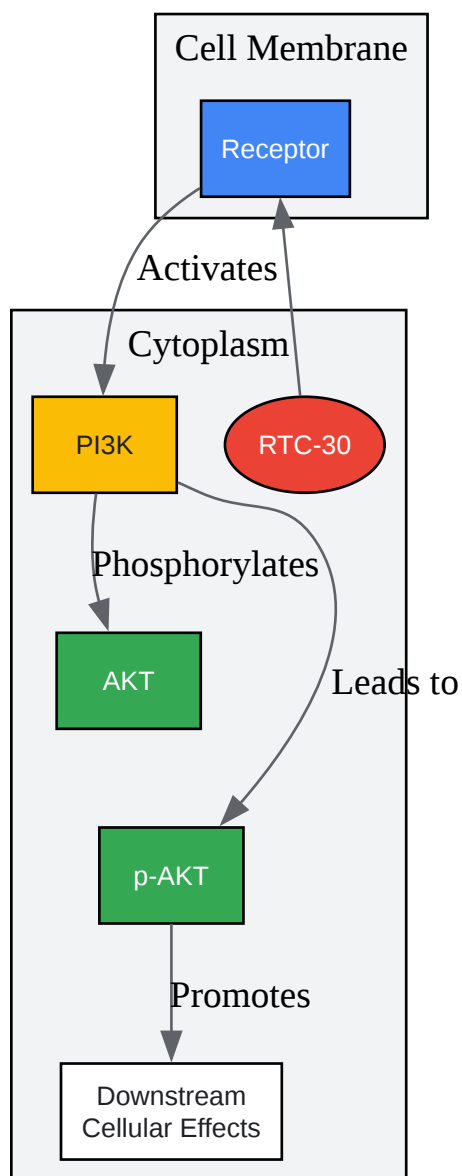 Cell Membrane
Receptor
Activates
Cytoplasm
PI3K
RTC-30
Phosphorylates
AKT
Leads to
p-AKT
Promotes
Downstream
Cellular Effects